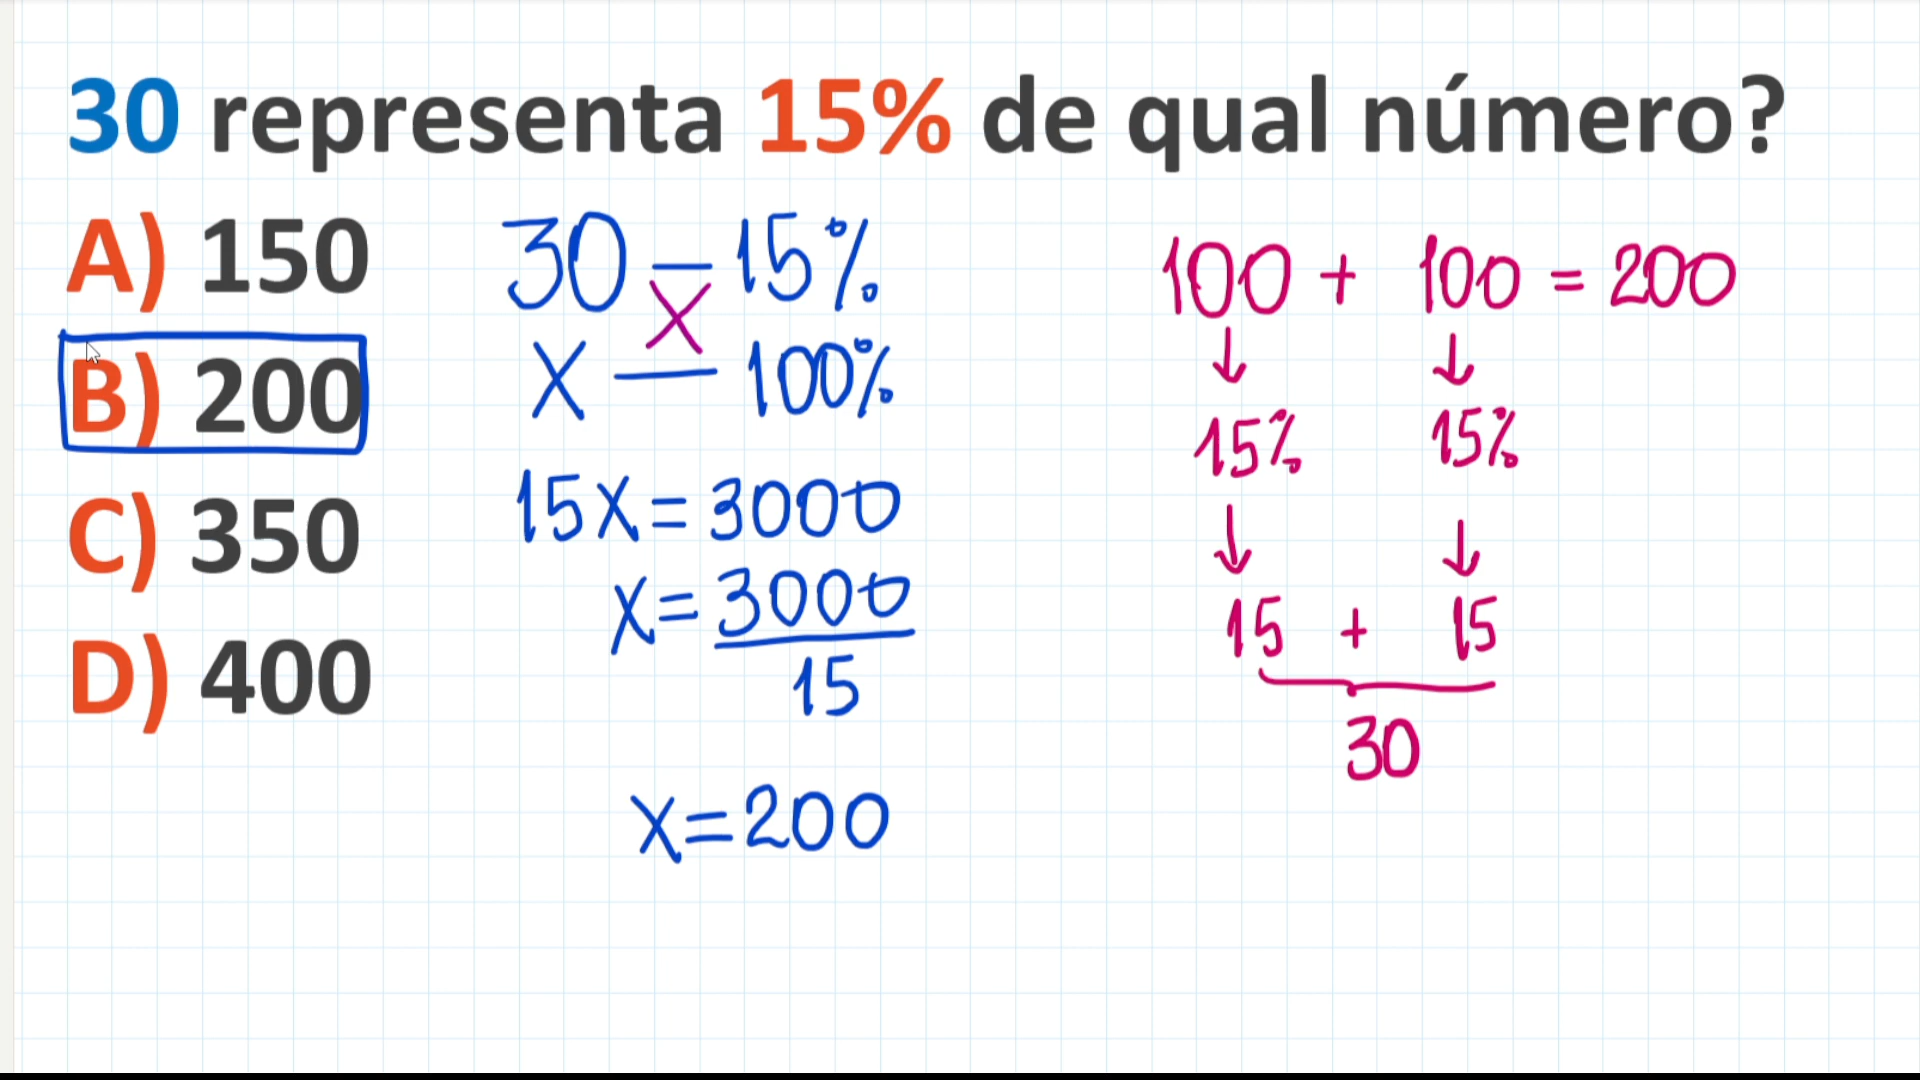 30 representa 15% de qual número?
A) 150
B) 200
C) 350
D) 400
30 — 15%
X
X — 100%
15X = 3000
X = 3000
15
X = 200
100 + 100 = 200
↓ ↓
15% 15%
↓ ↓
15 + 15
30